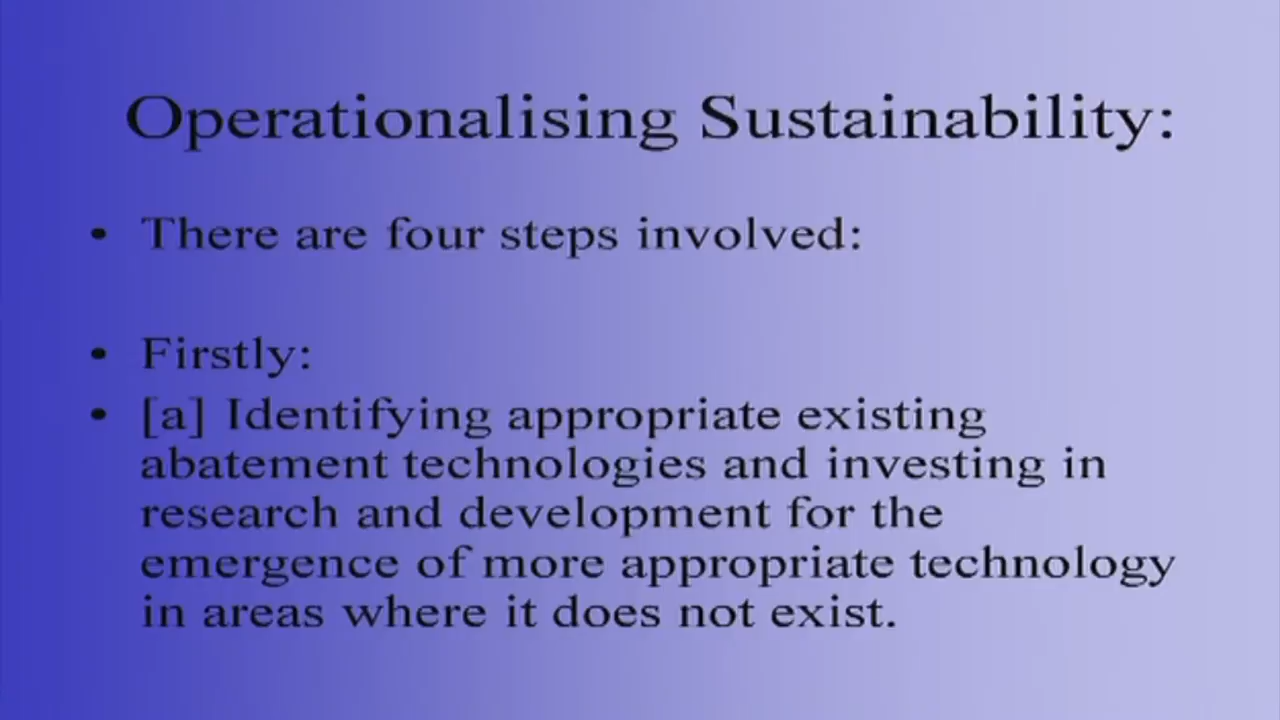 Operationalising Sustainability:
• There are four steps involved:
• Firstly:
• [a] Identifying appropriate existing
abatement technologies and investing in
research and development for the
emergence of more appropriate technology
in areas where it does not exist.